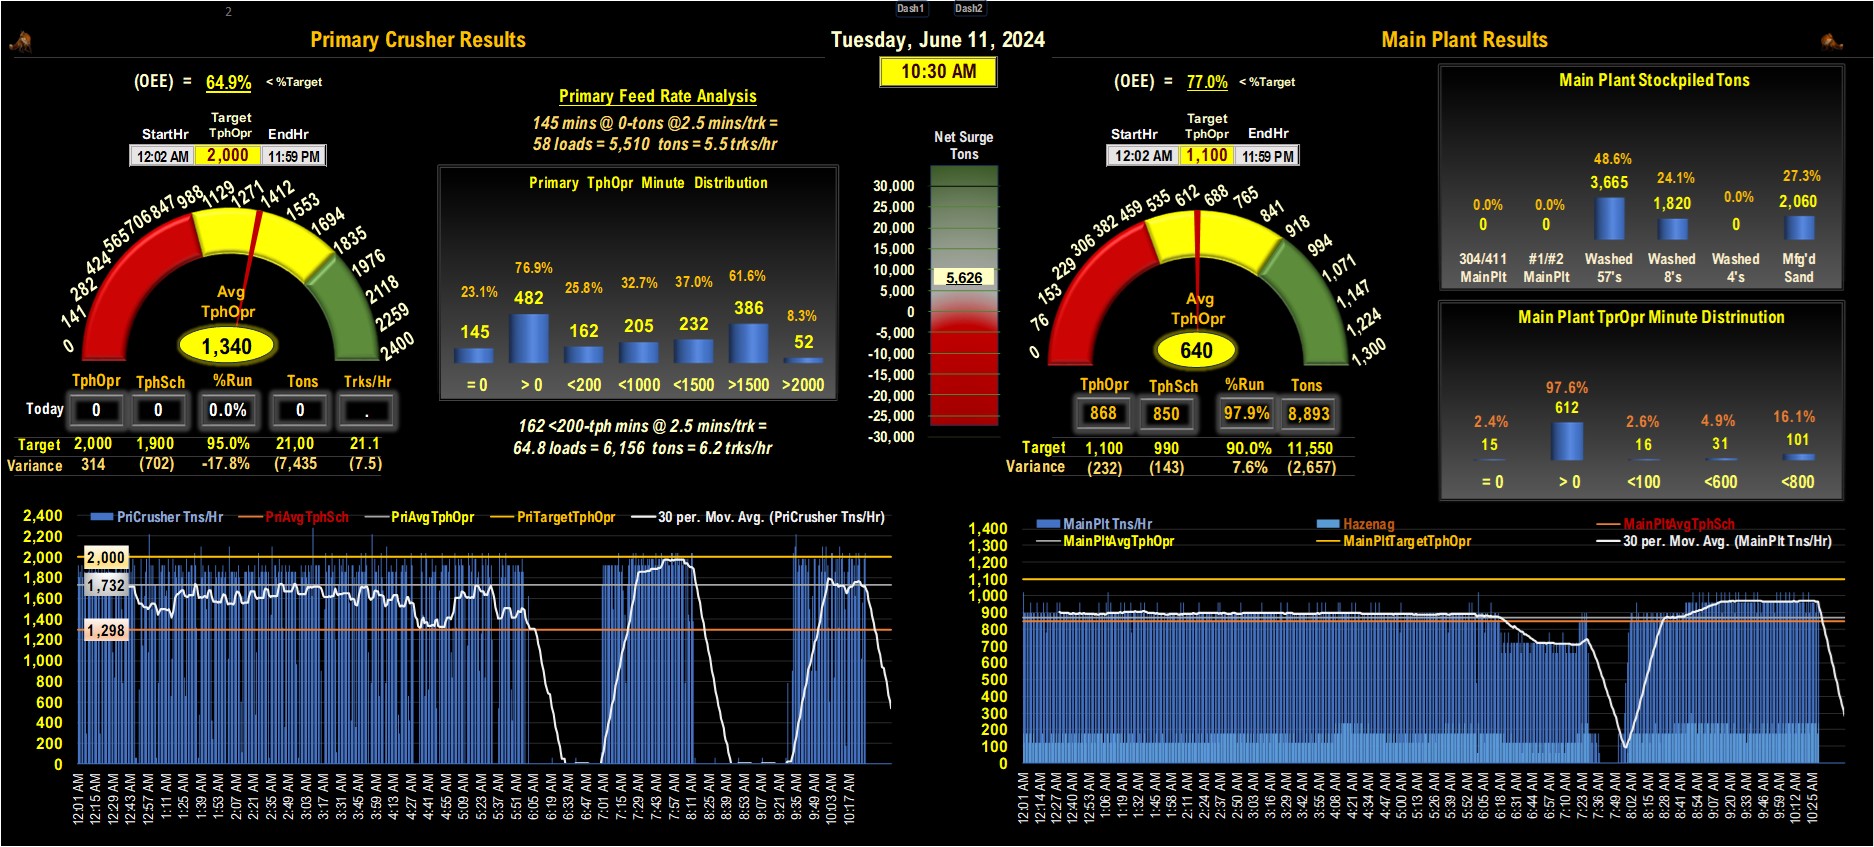 2
Dash1 Dash2
Primary Crusher Results
Tuesday, June 11, 2024
Main Plant Results
10:30 AM
(OEE) = 64.9% < %Target
Target
StartHr TphOpr EndHr
12:02 AM 2,000 11:59 PM
0 141 282 424 565 706 847 988 1129 1271 1412 1553 1694 1835 1976 2118 2259 2400
Avg
TphOpr
1,340
TphOpr TphSch %Run Tons Trks/Hr
Today 0 0 0.0% 0 .
Target 2,000 1,900 95.0% 21,00 21.1
Variance 314 (702) -17.8% (7,435 (7.5)
Primary Feed Rate Analysis
145 mins @ 0-tons @2.5 mins/trk =
58 loads = 5,510 tons = 5.5 trks/hr
Primary TphOpr Minute Distribution
23.1% 76.9% 25.8% 32.7% 37.0% 61.6% 8.3%
145 482 162 205 232 386 52
= 0 > 0 <200 <1000 <1500 >1500 >2000
162 <200-tph mins @ 2.5 mins/trk =
64.8 loads = 6,156 tons = 6.2 trks/hr
Net Surge
Tons
30,000
25,000
20,000
15,000
10,000
5,626
5,000
0
-5,000
-10,000
-15,000
-20,000
-25,000
-30,000
(OEE) = 77.0% < %Target
Target
StartHr TphOpr EndHr
12:02 AM 1,100 11:59 PM
0 76 153 229 306 382 459 535 612 688 765 841 918 994 1,071 1,147 1,224 1,300
Avg
TphOpr
640
TphOpr TphSch %Run Tons
868 850 97.9% 8,893
Target 1,100 990 90.0% 11,550
Variance (232) (143) 7.6% (2,657)
Main Plant Stockpiled Tons
0.0% 0.0% 48.6% 24.1% 0.0% 27.3%
0 0 3,665 1,820 0 2,060
304/411 #1/#2 Washed Washed Washed Mfg'd
MainPlt MainPlt 57's 8's 4's Sand
Main Plant TprOpr Minute Distrinution
2.4% 97.6% 2.6% 4.9% 16.1%
15 612 16 31 101
= 0 > 0 <100 <600 <800
PriCrusher Tns/Hr PriAvgTphSch PriAvgTphOpr PriTargetTphOpr 30 per. Mov. Avg. (PriCrusher Tns/Hr)
2,400
2,200
2,000
1,800
1,600
1,400
1,200
1,000
800
600
400
200
0
2,000
1,732
1,298
12:01 AM 12:15 AM 12:29 AM 12:43 AM 12:57 AM 1:11 AM 1:25 AM 1:39 AM 1:53 AM 2:07 AM 2:21 AM 2:35 AM 2:49 AM 3:03 AM 3:17 AM 3:31 AM 3:45 AM 3:59 AM 4:13 AM 4:27 AM 4:41 AM 4:55 AM 5:09 AM 5:23 AM 5:37 AM 5:51 AM 6:05 AM 6:19 AM 6:33 AM 6:47 AM 7:01 AM 7:15 AM 7:29 AM 7:43 AM 7:57 AM 8:11 AM 8:25 AM 8:39 AM 8:53 AM 9:07 AM 9:21 AM 9:35 AM 9:49 AM 10:03 AM 10:17 AM
MainPlt Tns/Hr Hazenag MainPltAvgTphSch
MainPltAvgTphOpr MainPltTargetTphOpr 30 per. Mov. Avg. (MainPlt Tns/Hr)
1,400
1,300
1,200
1,100
1,000
900
800
700
600
500
400
300
200
100
0
12:01 AM 12:14 AM 12:27 AM 12:40 AM 12:53 AM 1:06 AM 1:19 AM 1:32 AM 1:45 AM 1:58 AM 2:11 AM 2:24 AM 2:37 AM 2:50 AM 3:03 AM 3:16 AM 3:29 AM 3:42 AM 3:55 AM 4:08 AM 4:21 AM 4:34 AM 4:47 AM 5:00 AM 5:13 AM 5:26 AM 5:39 AM 5:52 AM 6:05 AM 6:18 AM 6:31 AM 6:44 AM 6:57 AM 7:10 AM 7:23 AM 7:36 AM 7:49 AM 8:02 AM 8:15 AM 8:28 AM 8:41 AM 8:54 AM 9:07 AM 9:20 AM 9:33 AM 9:46 AM 9:59 AM 10:12 AM 10:25 AM